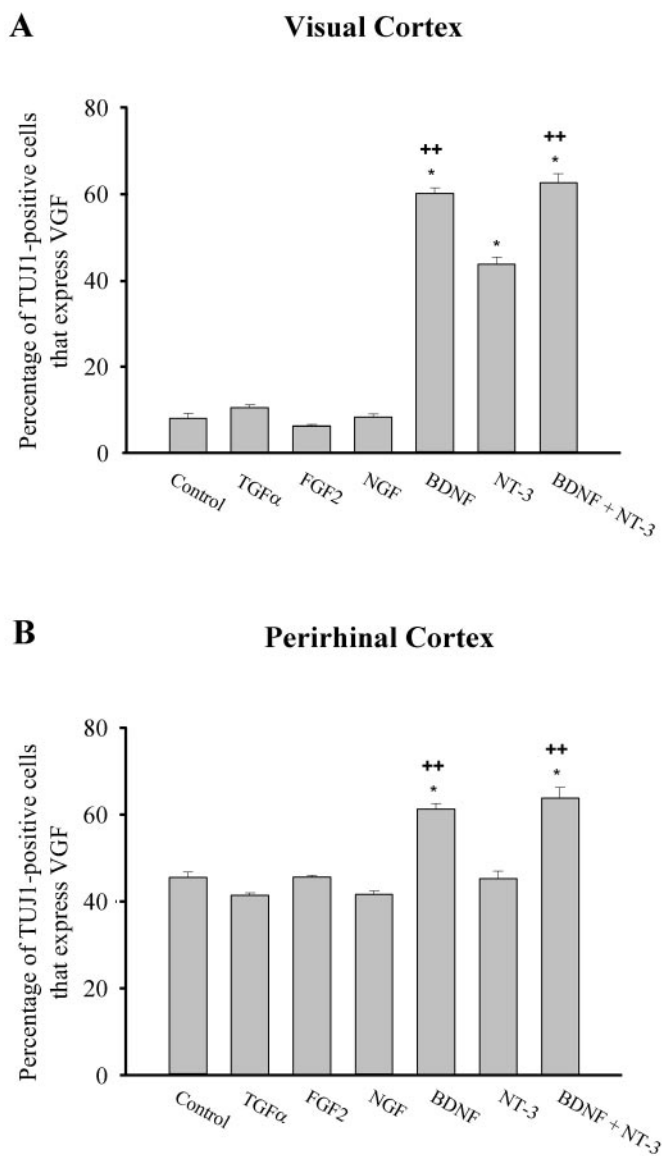 A
Visual Cortex
Percentage of TUJ1-positive cells
that express VGF
80
60
40
20
0
++
*
*
++
*
Control
TGFα
FGF2
NGF
BDNF
NT-3
BDNF + NT-3
B
Perirhinal Cortex
Percentage of TUJ1-positive cells
that express VGF
80
60
40
20
0
++
*
++
*
Control
TGFα
FGF2
NGF
BDNF
NT-3
BDNF + NT-3